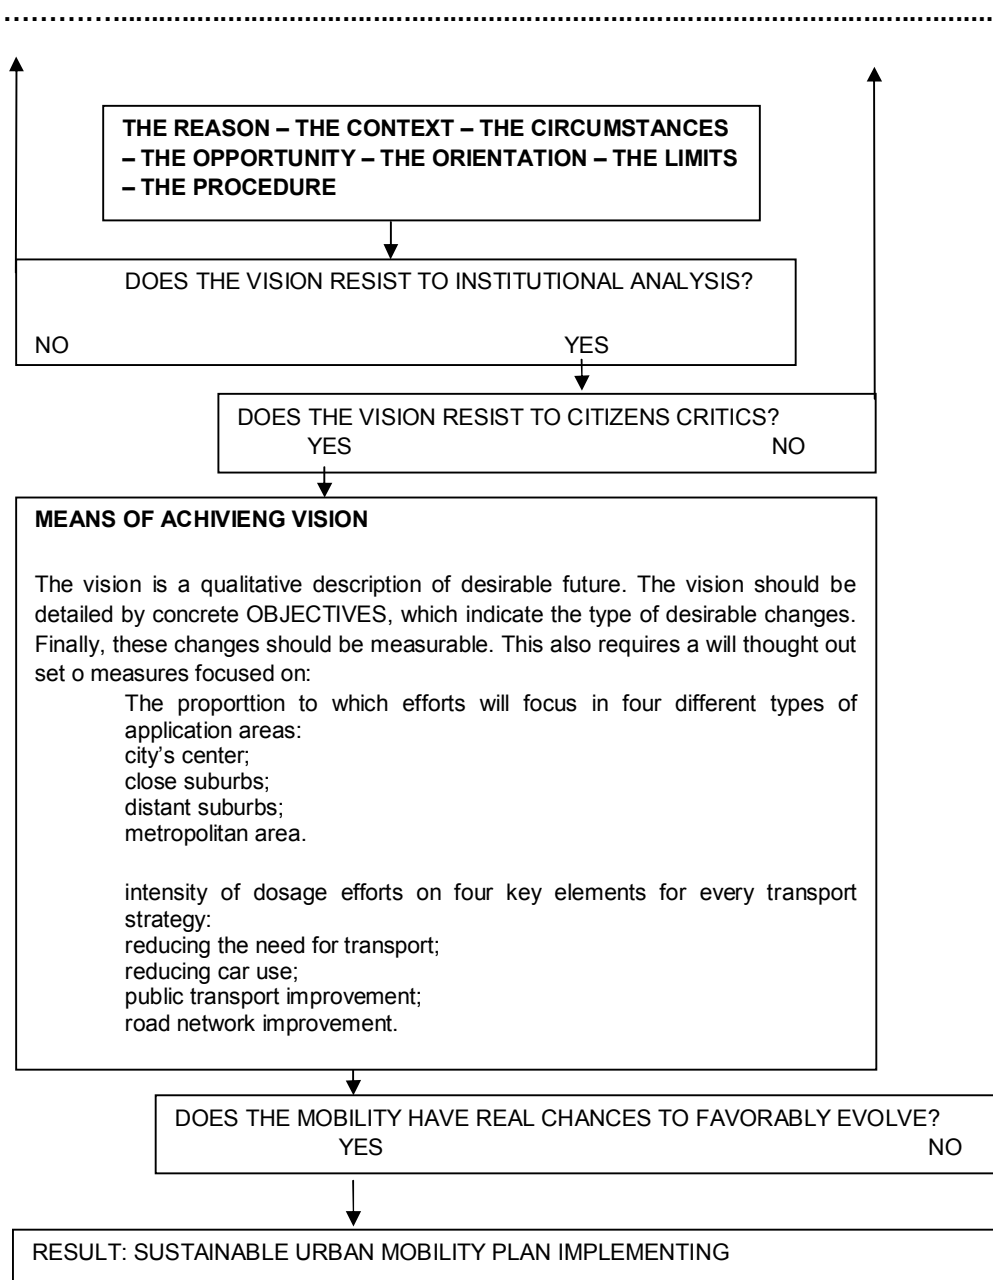 THE REASON – THE CONTEXT – THE CIRCUMSTANCES
– THE OPPORTUNITY – THE ORIENTATION – THE LIMITS
– THE PROCEDURE
DOES THE VISION RESIST TO INSTITUTIONAL ANALYSIS?
NO YES
DOES THE VISION RESIST TO CITIZENS CRITICS?
YES NO
MEANS OF ACHIVIENG VISION
The vision is a qualitative description of desirable future. The vision should be
detailed by concrete OBJECTIVES, which indicate the type of desirable changes.
Finally, these changes should be measurable. This also requires a will thought out
set o measures focused on:
The proporttion to which efforts will focus in four different types of
application areas:
city's center;
close suburbs;
distant suburbs;
metropolitan area.
intensity of dosage efforts on four key elements for every transport
strategy:
reducing the need for transport;
reducing car use;
public transport improvement;
road network improvement.
DOES THE MOBILITY HAVE REAL CHANCES TO FAVORABLY EVOLVE?
YES NO
RESULT: SUSTAINABLE URBAN MOBILITY PLAN IMPLEMENTING